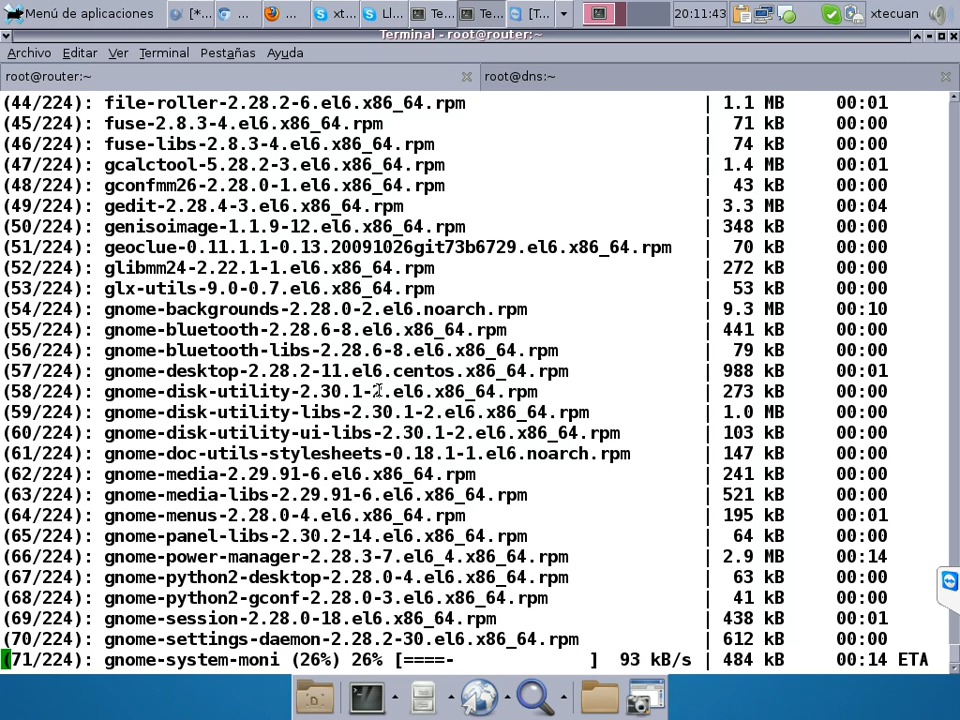 Menú de aplicaciones [*... ... ... xt... Ll... Te... Te... [T... 20:11:43 xtecuan
Terminal - root@router:~
Archivo Editar Ver Terminal Pestañas Ayuda
root@router:~ root@dns:~
(44/224): file-roller-2.28.2-6.el6.x86_64.rpm | 1.1 MB 00:01
(45/224): fuse-2.8.3-4.el6.x86_64.rpm | 71 kB 00:00
(46/224): fuse-libs-2.8.3-4.el6.x86_64.rpm | 74 kB 00:00
(47/224): gcalctool-5.28.2-3.el6.x86_64.rpm | 1.4 MB 00:01
(48/224): gconfmm26-2.28.0-1.el6.x86_64.rpm | 43 kB 00:00
(49/224): gedit-2.28.4-3.el6.x86_64.rpm | 3.3 MB 00:04
(50/224): genisoimage-1.1.9-12.el6.x86_64.rpm | 348 kB 00:00
(51/224): geoclue-0.11.1.1-0.13.20091026git73b6729.el6.x86_64.rpm | 70 kB 00:00
(52/224): glibmm24-2.22.1-1.el6.x86_64.rpm | 272 kB 00:00
(53/224): glx-utils-9.0-0.7.el6.x86_64.rpm | 53 kB 00:00
(54/224): gnome-backgrounds-2.28.0-2.el6.noarch.rpm | 9.3 MB 00:10
(55/224): gnome-bluetooth-2.28.6-8.el6.x86_64.rpm | 441 kB 00:00
(56/224): gnome-bluetooth-libs-2.28.6-8.el6.x86_64.rpm | 79 kB 00:00
(57/224): gnome-desktop-2.28.2-11.el6.centos.x86_64.rpm | 988 kB 00:01
(58/224): gnome-disk-utility-2.30.1-2.el6.x86_64.rpm | 273 kB 00:00
(59/224): gnome-disk-utility-libs-2.30.1-2.el6.x86_64.rpm | 1.0 MB 00:00
(60/224): gnome-disk-utility-ui-libs-2.30.1-2.el6.x86_64.rpm | 103 kB 00:00
(61/224): gnome-doc-utils-stylesheets-0.18.1-1.el6.noarch.rpm | 147 kB 00:00
(62/224): gnome-media-2.29.91-6.el6.x86_64.rpm | 241 kB 00:00
(63/224): gnome-media-libs-2.29.91-6.el6.x86_64.rpm | 521 kB 00:00
(64/224): gnome-menus-2.28.0-4.el6.x86_64.rpm | 195 kB 00:01
(65/224): gnome-panel-libs-2.30.2-14.el6.x86_64.rpm | 64 kB 00:00
(66/224): gnome-power-manager-2.28.3-7.el6_4.x86_64.rpm | 2.9 MB 00:14
(67/224): gnome-python2-desktop-2.28.0-4.el6.x86_64.rpm | 63 kB 00:00
(68/224): gnome-python2-gconf-2.28.0-3.el6.x86_64.rpm | 41 kB 00:00
(69/224): gnome-session-2.28.0-18.el6.x86_64.rpm | 438 kB 00:01
(70/224): gnome-settings-daemon-2.28.2-30.el6.x86_64.rpm | 612 kB 00:00
(71/224): gnome-system-moni (26%) 26% [====- ] 93 kB/s | 484 kB 00:14 ETA